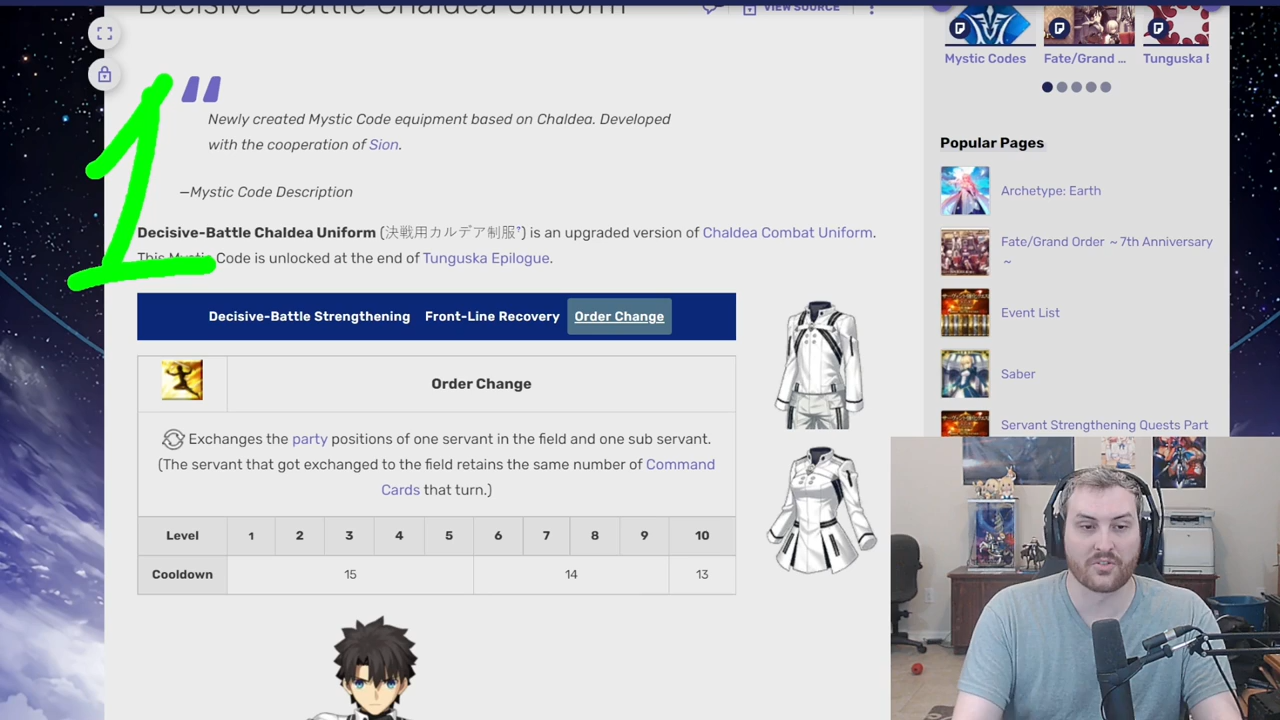 Decisive-Battle Chaldea Uniform
VIEW SOURCE
1
Newly created Mystic Code equipment based on Chaldea. Developed
with the cooperation of Sion.
—Mystic Code Description
Decisive-Battle Chaldea Uniform (決戦用カルデア制服?) is an upgraded version of Chaldea Combat Uniform.
This Mystic Code is unlocked at the end of Tunguska Epilogue.
Decisive-Battle Strengthening Front-Line Recovery Order Change
Order Change
Exchanges the party positions of one servant in the field and one sub servant.
(The servant that got exchanged to the field retains the same number of Command
Cards that turn.)
Level 1 2 3 4 5 6 7 8 9 10
Cooldown 15 14 13
Mystic Codes Fate/Grand ... Tunguska
Popular Pages
Archetype: Earth
Fate/Grand Order ~7th Anniversary
~
Event List
Saber
Servant Strengthening Quests Part